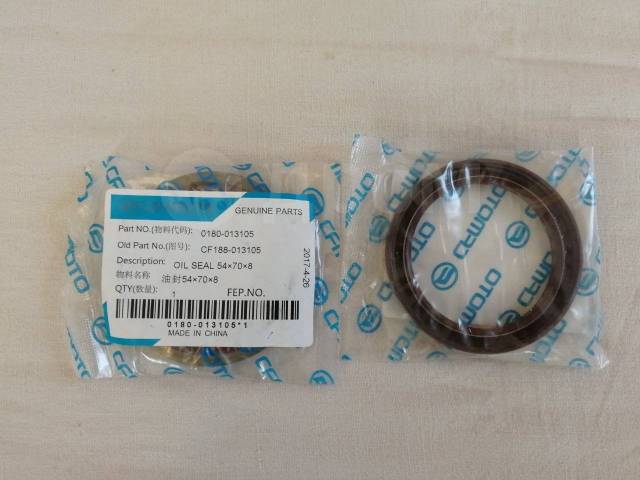 GENUINE PARTS
Part NO.(物料代码): 0180-013105
Old Part No.(图号): CF188-013105
Description: OIL SEAL 54×70×8
物料名称 油封54×70×8
QTY(数量): 1 FEP.NO.
2017-4-26
0180-013105*1
MADE IN CHINA
CFMOTO
CFMOTO
CFMOTO